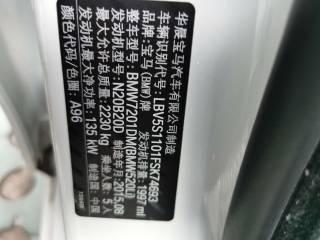 华晨宝马汽车有限公司制造
车辆识别代号: LBV5S1101FSK74693
品牌: 宝马(BMW)牌 发动机排量: 1997 ml
型号: BMW7201DM(BMW520Li)
发动机型号: N20B20D 制造年月: 2015.08
最大允许总质量: 2230 kg 乘坐人数: 5 人
发动机最大净功率: 135 kW 制造国: 中国
颜色代码/色圈: A96